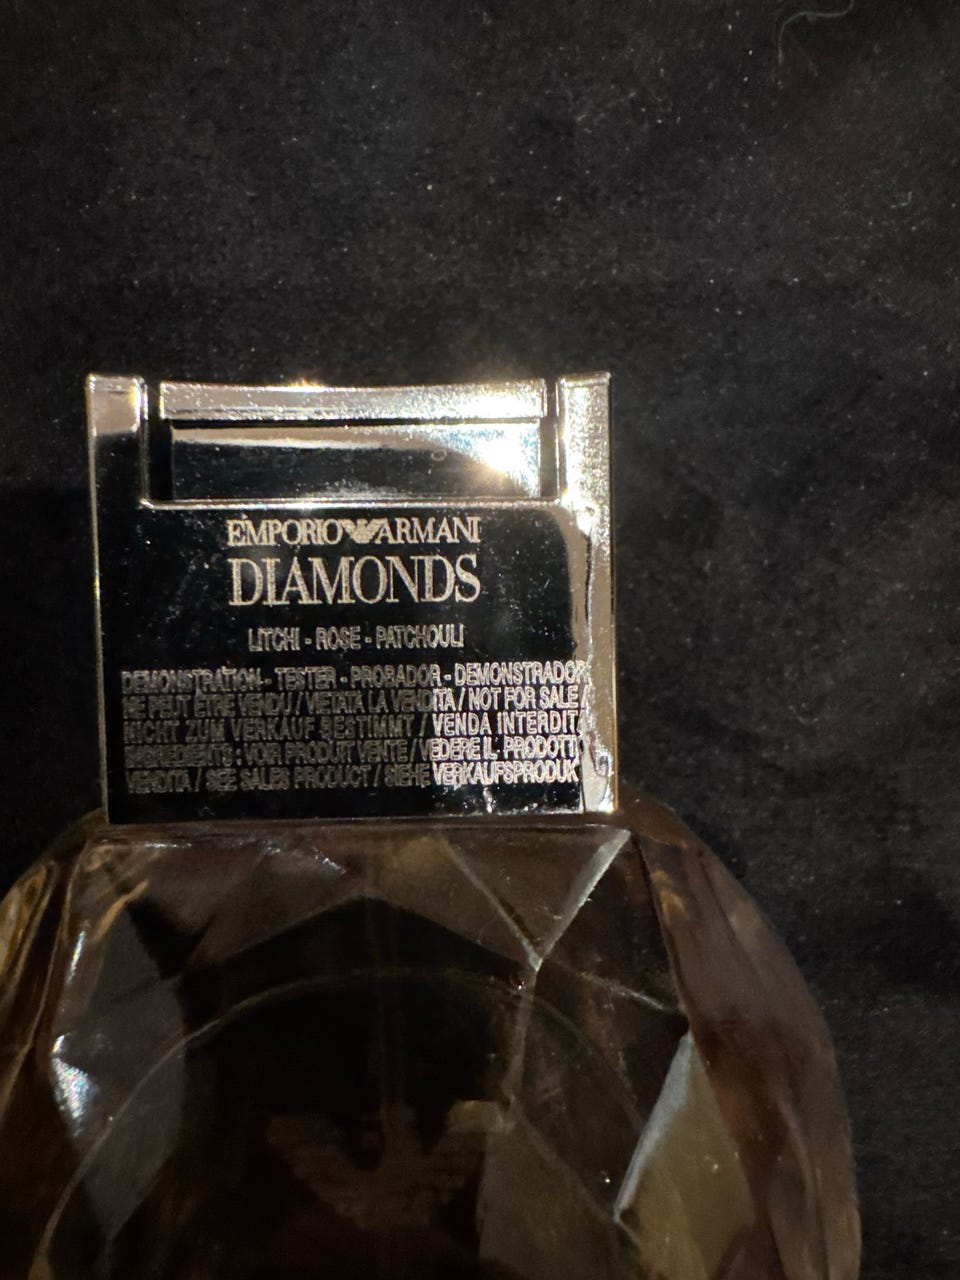 EMPORIO ARMANI
DIAMONDS
LITCHI - ROSE - PATCHOULI
DEMONSTRATION - TESTER - PROBADOR - DEMONSTRADOR
NE PEUT ÊTRE VENDU / VIETATA LA VENDITA / NOT FOR SALE /
NICHT ZUM VERKAUF BESTIMMT / VENDA INTERDITA
INGREDIENTS : VOIR PRODUIT VENTE / VEDERE IL PRODOTTO
VENDITA / SEE SALES PRODUCT / SIEHE VERKAUFSPRODUK